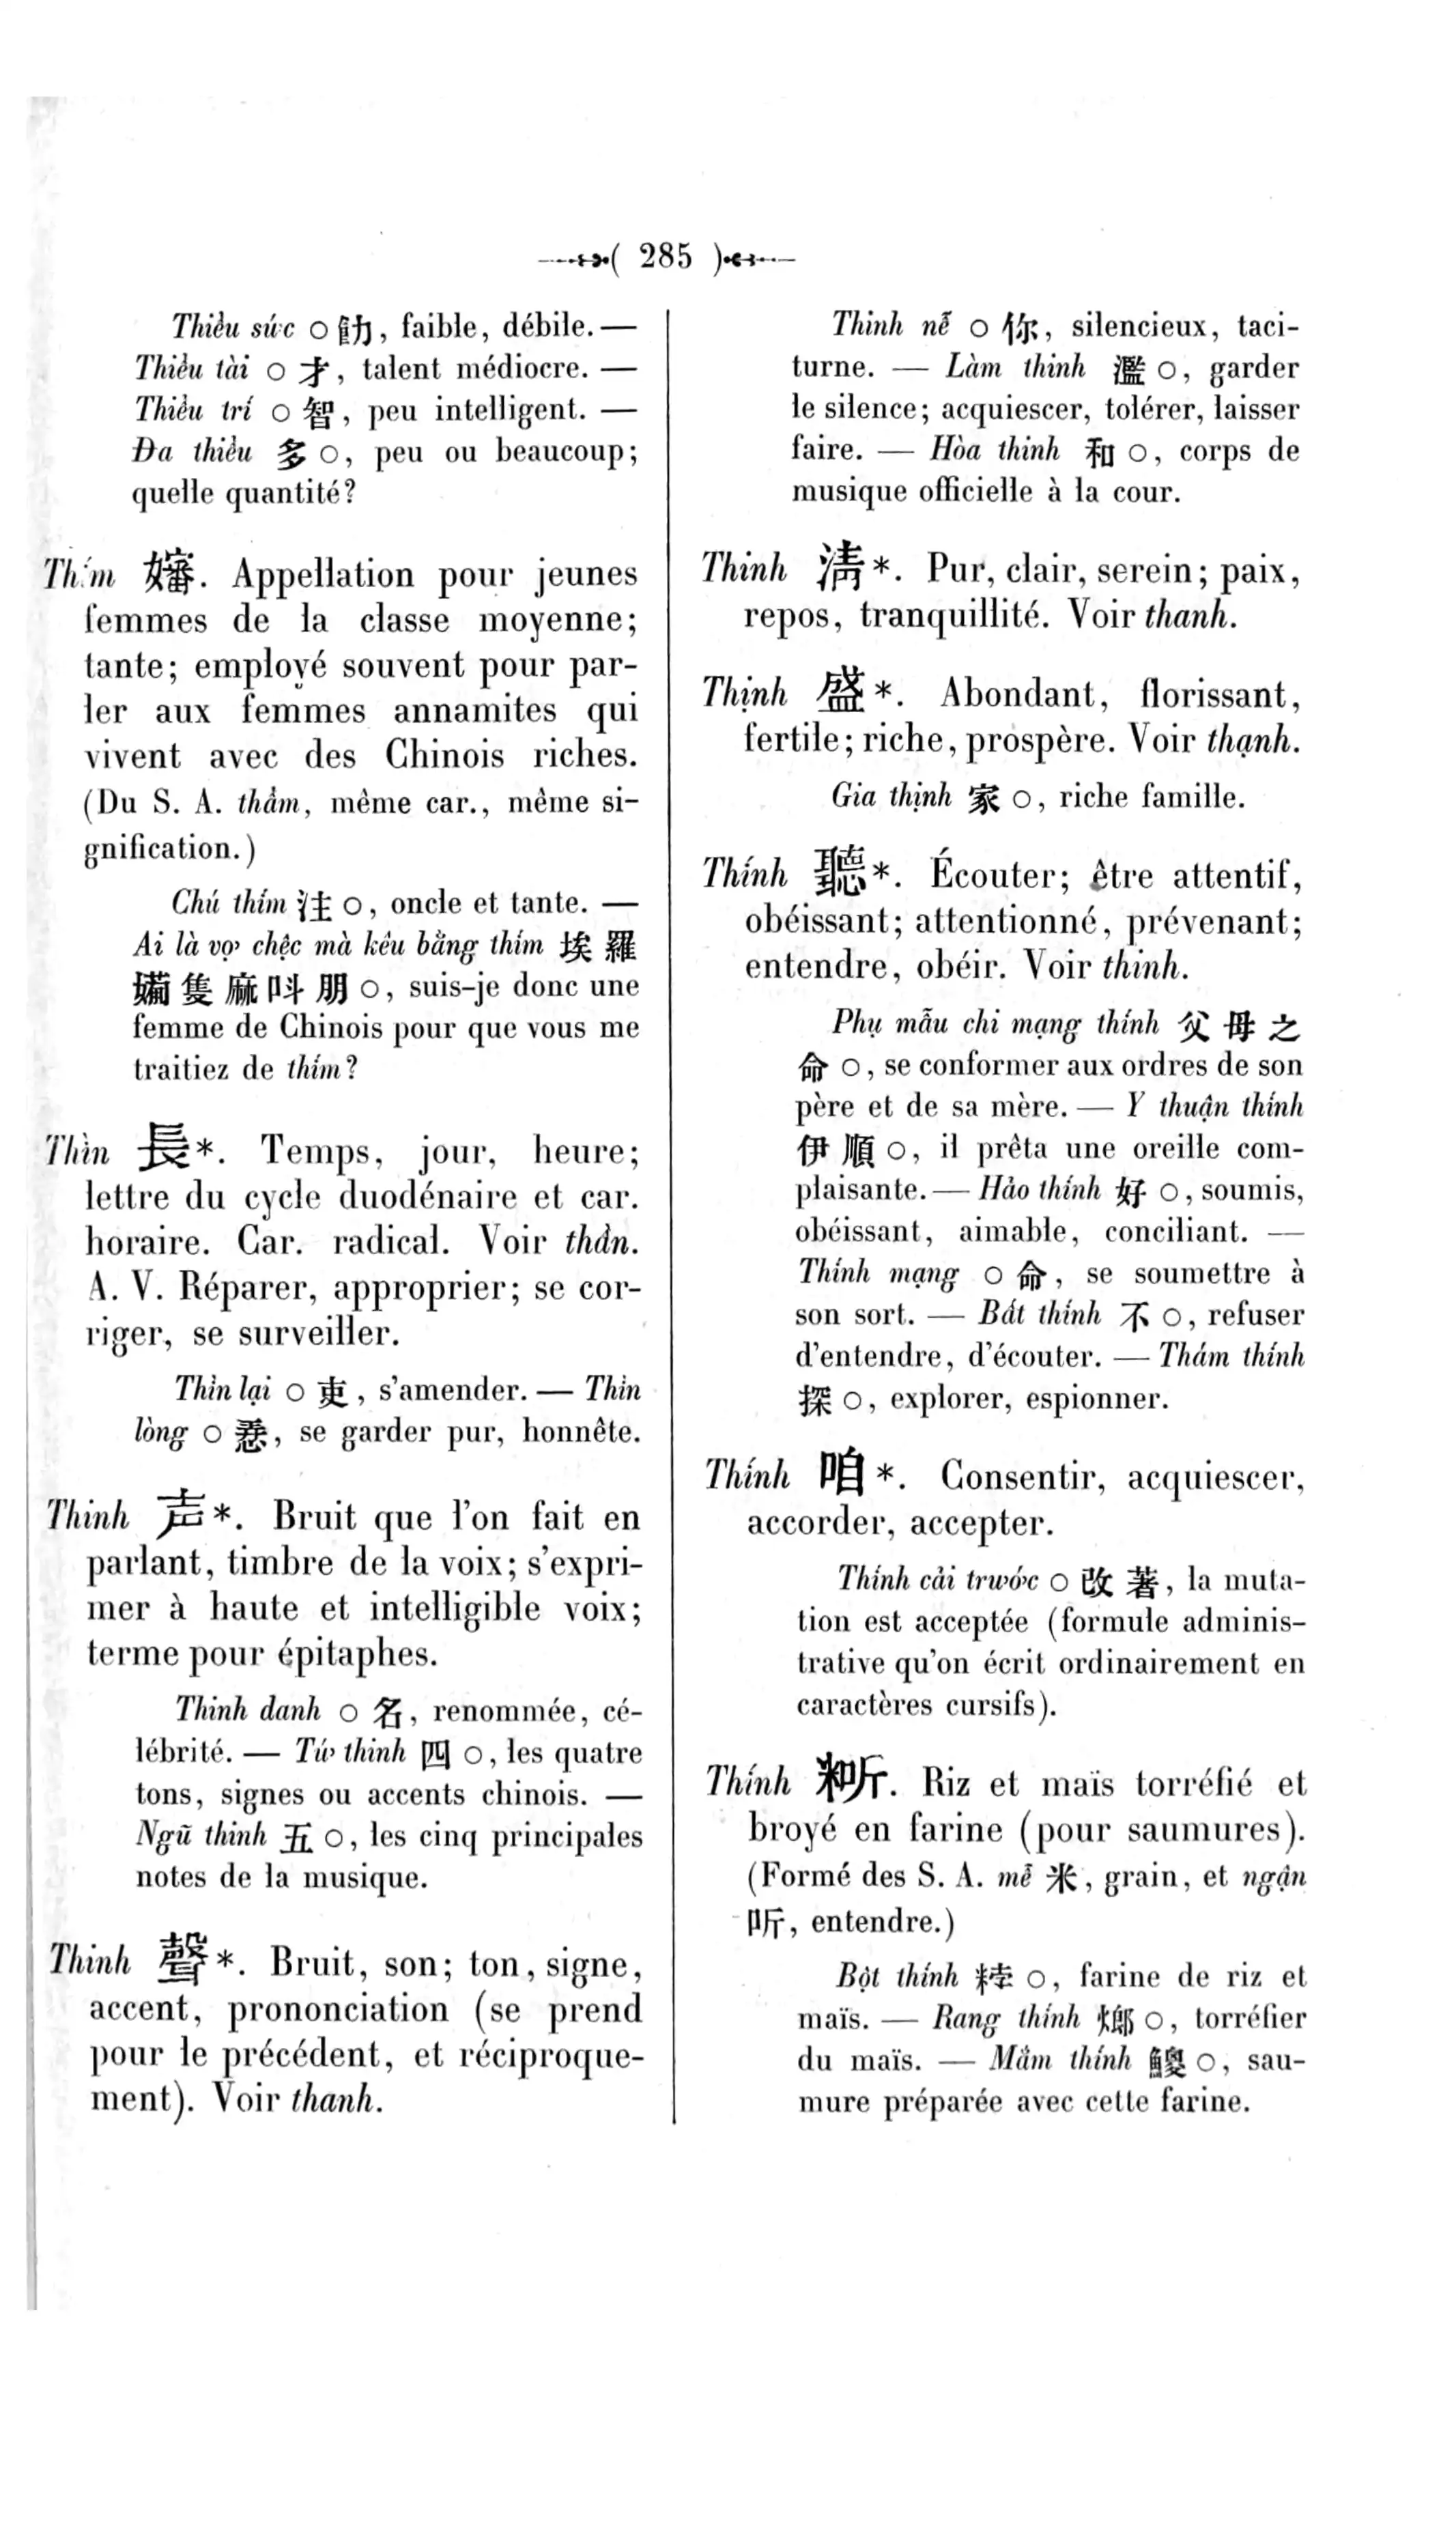 ( 285 )
Thiểu sức ○ 飭, faible, débile. —
Thiểu tài ○ 才, talent médiocre. —
Thiểu trí ○ 智, peu intelligent. —
Đa thiểu 多 ○, peu ou beaucoup;
quelle quantité?
Thím 嬸. Appellation pour jeunes
femmes de la classe moyenne;
tante; employé souvent pour par-
ler aux femmes annamites qui
vivent avec des Chinois riches.
(Du S. A. thẩm, même car., même si-
gnification.)
Chú thím 注 ○, oncle et tante. —
Ai là vợ chệc mà kêu bằng thím 埃 羅
隻 麻 呌 朋 ○, suis-je donc une
femme de Chinois pour que vous me
traitiez de thím?
Thìn *. Temps, jour, heure;
lettre du cycle duodénaire et car.
horaire. Car. radical. Voir thần.
A. V. Réparer, approprier; se cor-
riger, se surveiller.
Thìn lại ○ 吏, s'amender. — Thìn
lòng ○, se garder pur, honnête.
Thinh 声*. Bruit que l'on fait en
parlant, timbre de la voix; s'expri-
mer à haute et intelligible voix;
terme pour épitaphes.
Thinh danh ○ 名, renommée, cé-
lébrité. — Tứ thinh 四 ○, les quatre
tons, signes ou accents chinois. —
Ngũ thinh 五 ○, les cinq principales
notes de la musique.
Thinh 聲*. Bruit, son; ton, signe,
accent, prononciation (se prend
pour le précédent, et réciproque-
ment). Voir thanh.
Thinh nễ ○ 你, silencieux, taci-
turne. — Làm thinh 濫 ○, garder
le silence; acquiescer, tolérer, laisser
faire. — Hòa thinh 和 ○, corps de
musique officielle à la cour.
Thinh 淸*. Pur, clair, serein; paix,
repos, tranquillité. Voir thanh.
Thịnh 盛*. Abondant, florissant,
fertile; riche, prospère. Voir thạnh.
Gia thịnh 家 ○, riche famille.
Thính 聽*. Écouter; être attentif,
obéissant; attentionné, prévenant;
entendre, obéir. Voir thinh.
Phụ mẫu chi mạng thính 父 母 之
命 ○, se conformer aux ordres de son
père et de sa mère. — Y thuận thính
伊 順 ○, il prêta une oreille com-
plaisante. — Hảo thính 好 ○, soumis,
obéissant, aimable, conciliant. —
Thính mạng ○ 命, se soumettre à
son sort. — Bất thính 不 ○, refuser
d'entendre, d'écouter. — Thám thính
探 ○, explorer, espionner.
Thính 咱*. Consentir, acquiescer,
accorder, accepter.
Thính cải trước ○ 改 著, la muta-
tion est acceptée (formule adminis-
trative qu'on écrit ordinairement en
caractères cursifs).
Thính. Riz et maïs torréfié et
broyé en farine (pour saumures).
(Formé des S. A. mễ 米, grain, et ngận
听, entendre.)
Bột thính ○, farine de riz et
maïs. — Rang thính ○, torréfier
du maïs. — Mắm thính ○, sau-
mure préparée avec cette farine.